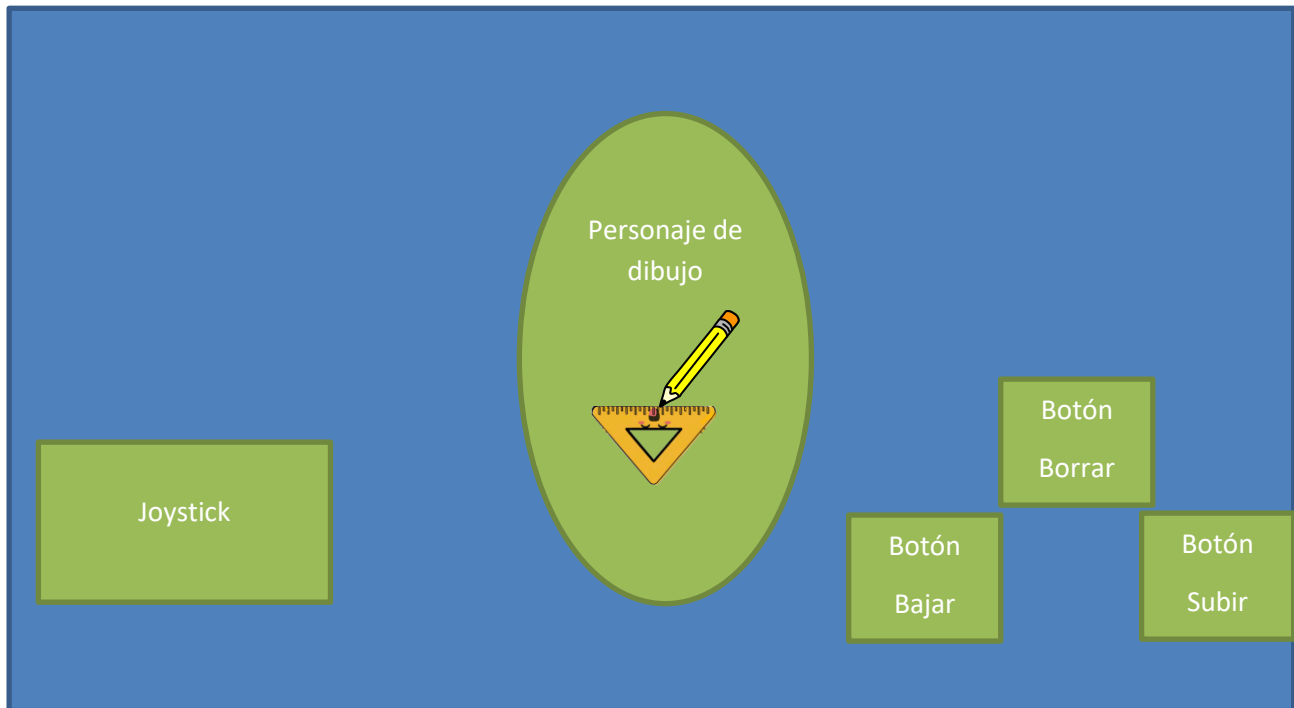 Personaje de
dibujo
Joystick
Botón
Borrar
Botón
Bajar
Botón
Subir